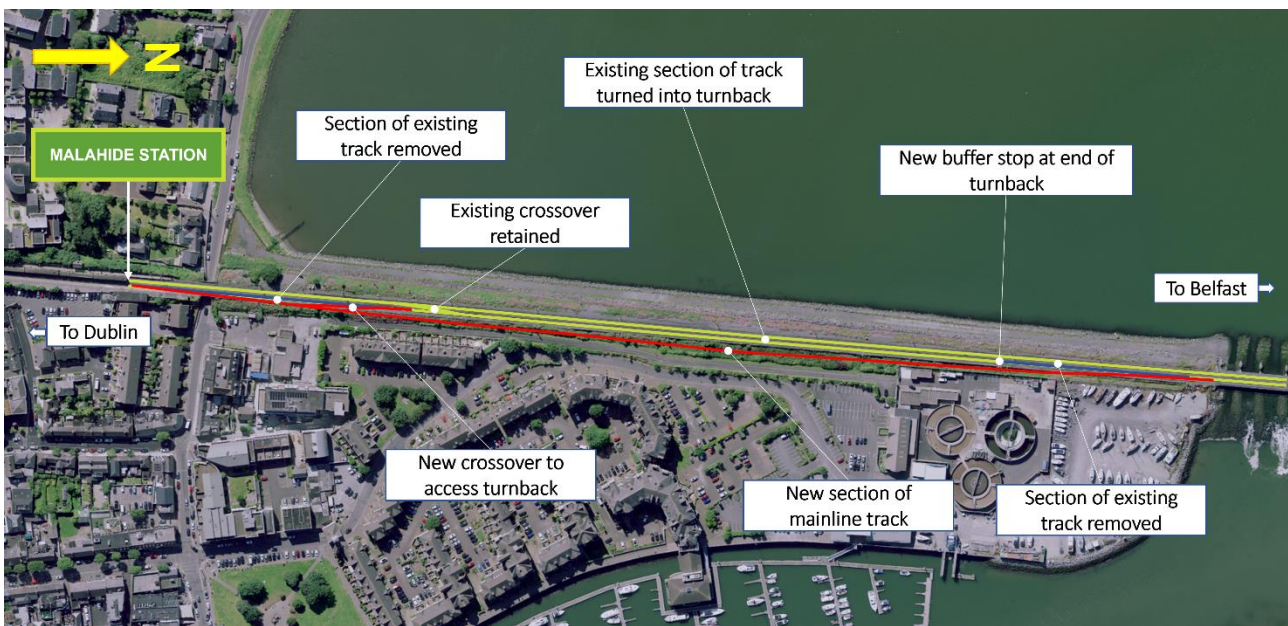 N
Existing section of track
turned into turnback
Section of existing
track removed
MALAHIDE STATION
New buffer stop at end of
turnback
Existing crossover
retained
To Belfast
To Dublin
New crossover to
access turnback
New section of
mainline track
Section of existing
track removed